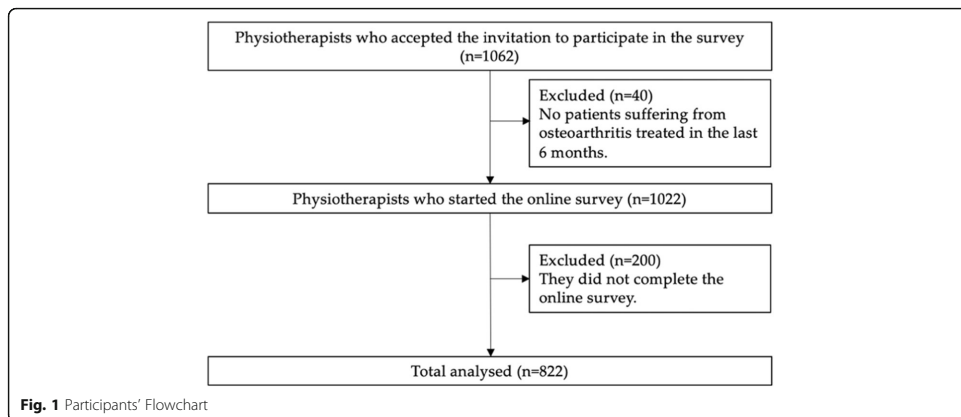 Physiotherapists who accepted the invitation to participate in the survey
(n=1062)
Excluded (n=40)
No patients suffering from
osteoarthritis treated in the last
6 months.
Physiotherapists who started the online survey (n=1022)
Excluded (n=200)
They did not complete the
online survey.
Total analysed (n=822)
Fig. 1 Participants’ Flowchart